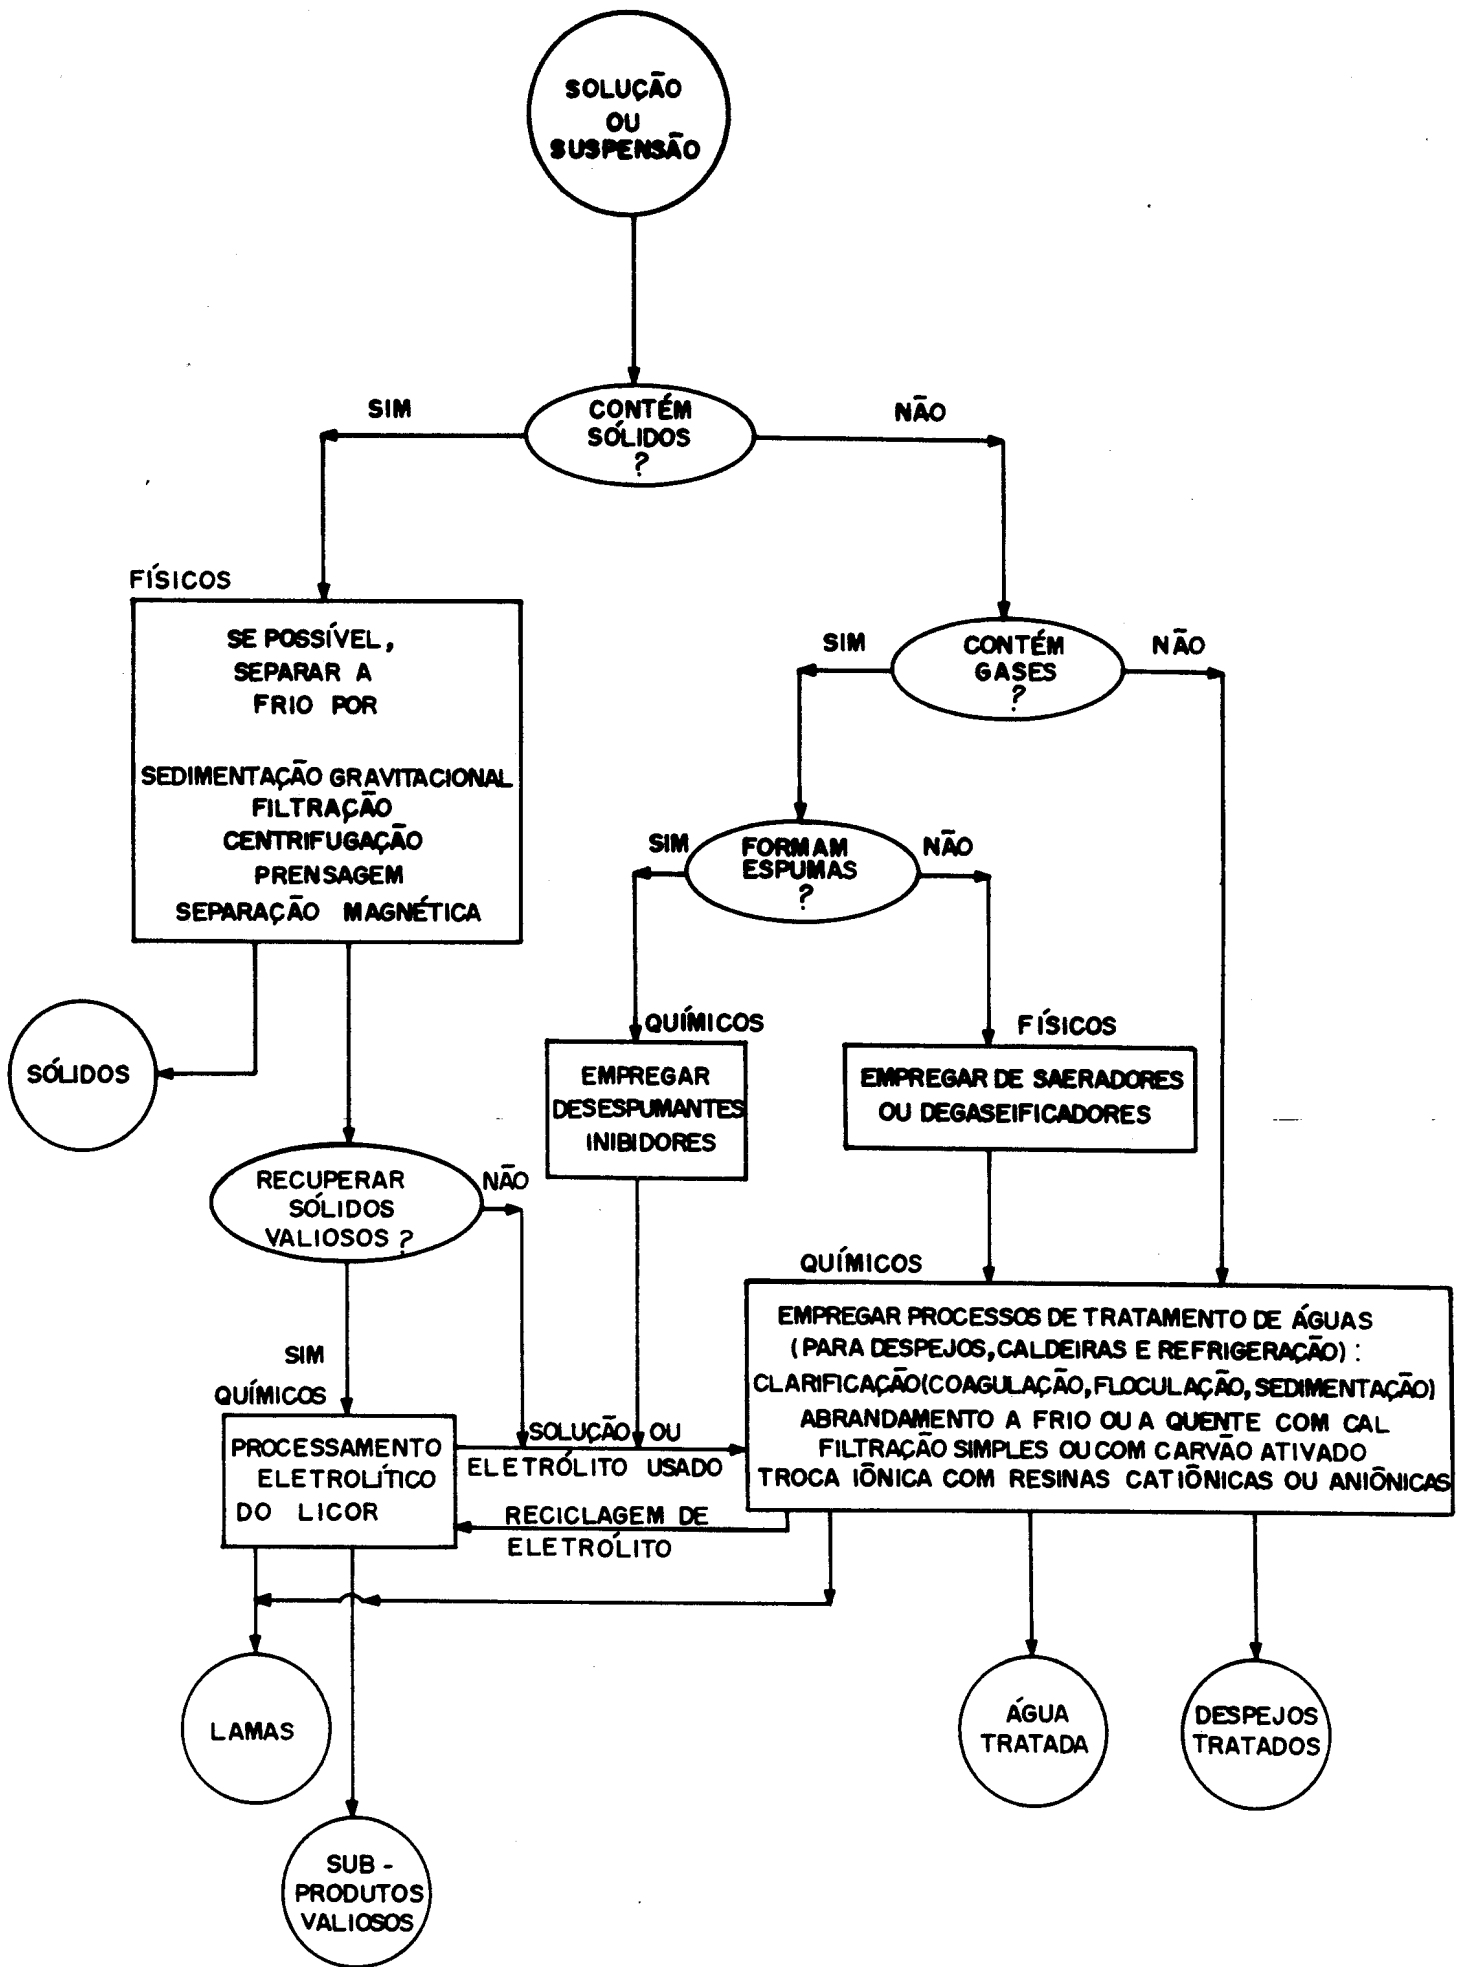 SOLUÇÃO
OU
SUSPENSÃO
CONTÉM
SÓLIDOS
?
SIM
NÃO
FÍSICOS
SE POSSÍVEL,
SEPARAR A
FRIO POR
SEDIMENTAÇÃO GRAVITACIONAL
FILTRAÇÃO
CENTRIFUGAÇÃO
PRENSAGEM
SEPARAÇÃO MAGNÉTICA
SIM
CONTÉM
GASES
?
NÃO
SIM
FORMAM
ESPUMAS
?
NÃO
SÓLIDOS
QUÍMICOS
EMPREGAR
DESESPUMANTES
INIBIDORES
FÍSICOS
EMPREGAR DE SAERADORES
OU DEGASEIFICADORES
RECUPERAR
SÓLIDOS
VALIOSOS ?
NÃO
SIM
QUÍMICOS
PROCESSAMENTO
ELETROLÍTICO
DO LICOR
SOLUÇÃO OU
ELETRÓLITO USADO
RECICLAGEM DE
ELETRÓLITO
QUÍMICOS
EMPREGAR PROCESSOS DE TRATAMENTO DE ÁGUAS
(PARA DESPEJOS, CALDEIRAS E REFRIGERAÇÃO) :
CLARIFICAÇÃO (COAGULAÇÃO, FLOCULAÇÃO, SEDIMENTAÇÃO)
ABRANDAMENTO A FRIO OU A QUENTE COM CAL
FILTRAÇÃO SIMPLES OU COM CARVÃO ATIVADO
TROCA IÔNICA COM RESINAS CATIÔNICAS OU ANIÔNICAS
LAMAS
SUB -
PRODUTOS
VALIOSOS
ÁGUA
TRATADA
DESPEJOS
TRATADOS